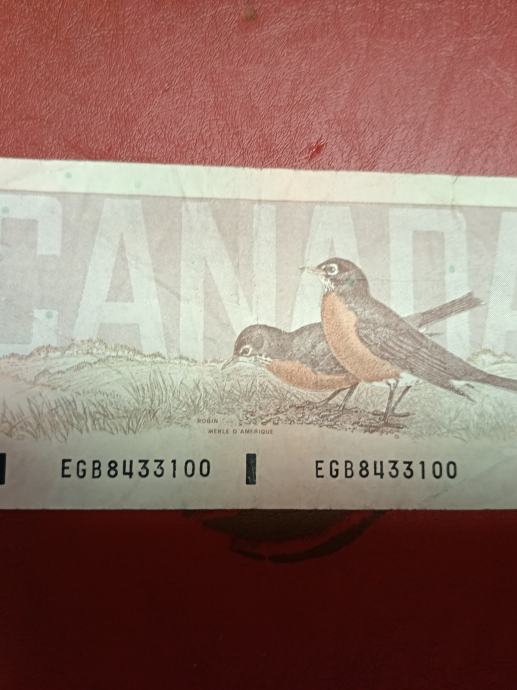 CANADA
ROBIN
MERLE D'AMÉRIQUE
EGB8433100 EGB8433100